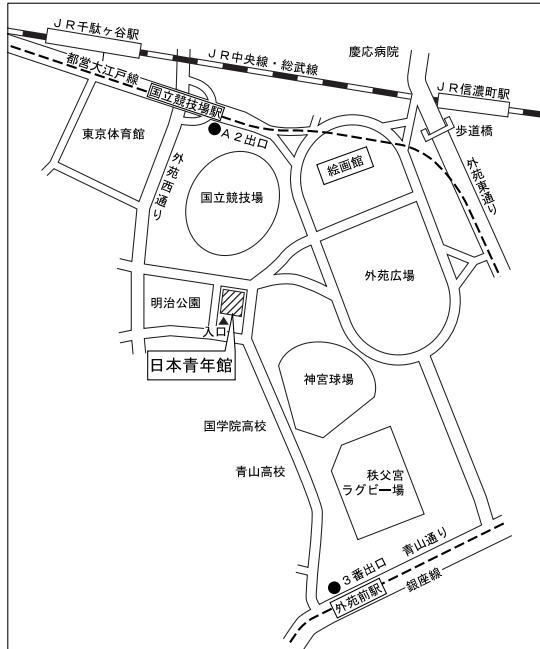 JR千駄ヶ谷駅
JR中央線・総武線
慶応病院
都営大江戸線
国立競技場駅
JR信濃町駅
A2出口
歩道橋
東京体育館
外苑西通り
絵画館
外苑東通り
国立競技場
外苑広場
明治公園
入口
日本青年館
神宮球場
国学院高校
青山高校
秩父宮
ラグビー場
青山通り
3番出口
外苑前駅
銀座線